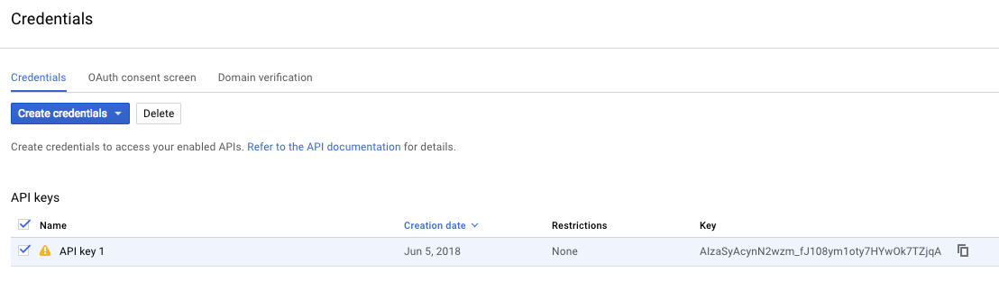 Credentials
Credentials OAuth consent screen Domain verification
Create credentials Delete
Create credentials to access your enabled APIs. Refer to the API documentation for details.
API keys
Name Creation date Restrictions Key
API key 1 Jun 5, 2018 None AIzaSyAcynN2wzm_fJ108ym1oty7HYwOk7TZjqA